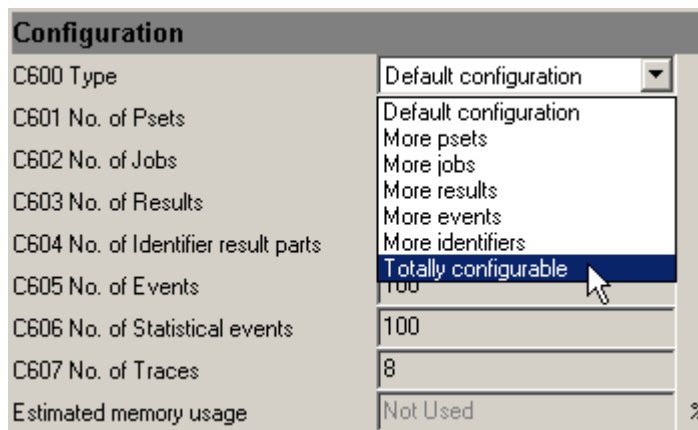 Configuration
C600 Type Default configuration
C601 No. of Psets Default configuration
More psets
C602 No. of Jobs More jobs
C603 No. of Results More results
More events
C604 No. of Identifier result parts More identifiers
Totally configurable
C605 No. of Events 100
C606 No. of Statistical events 100
C607 No. of Traces 8
Estimated memory usage Not Used %